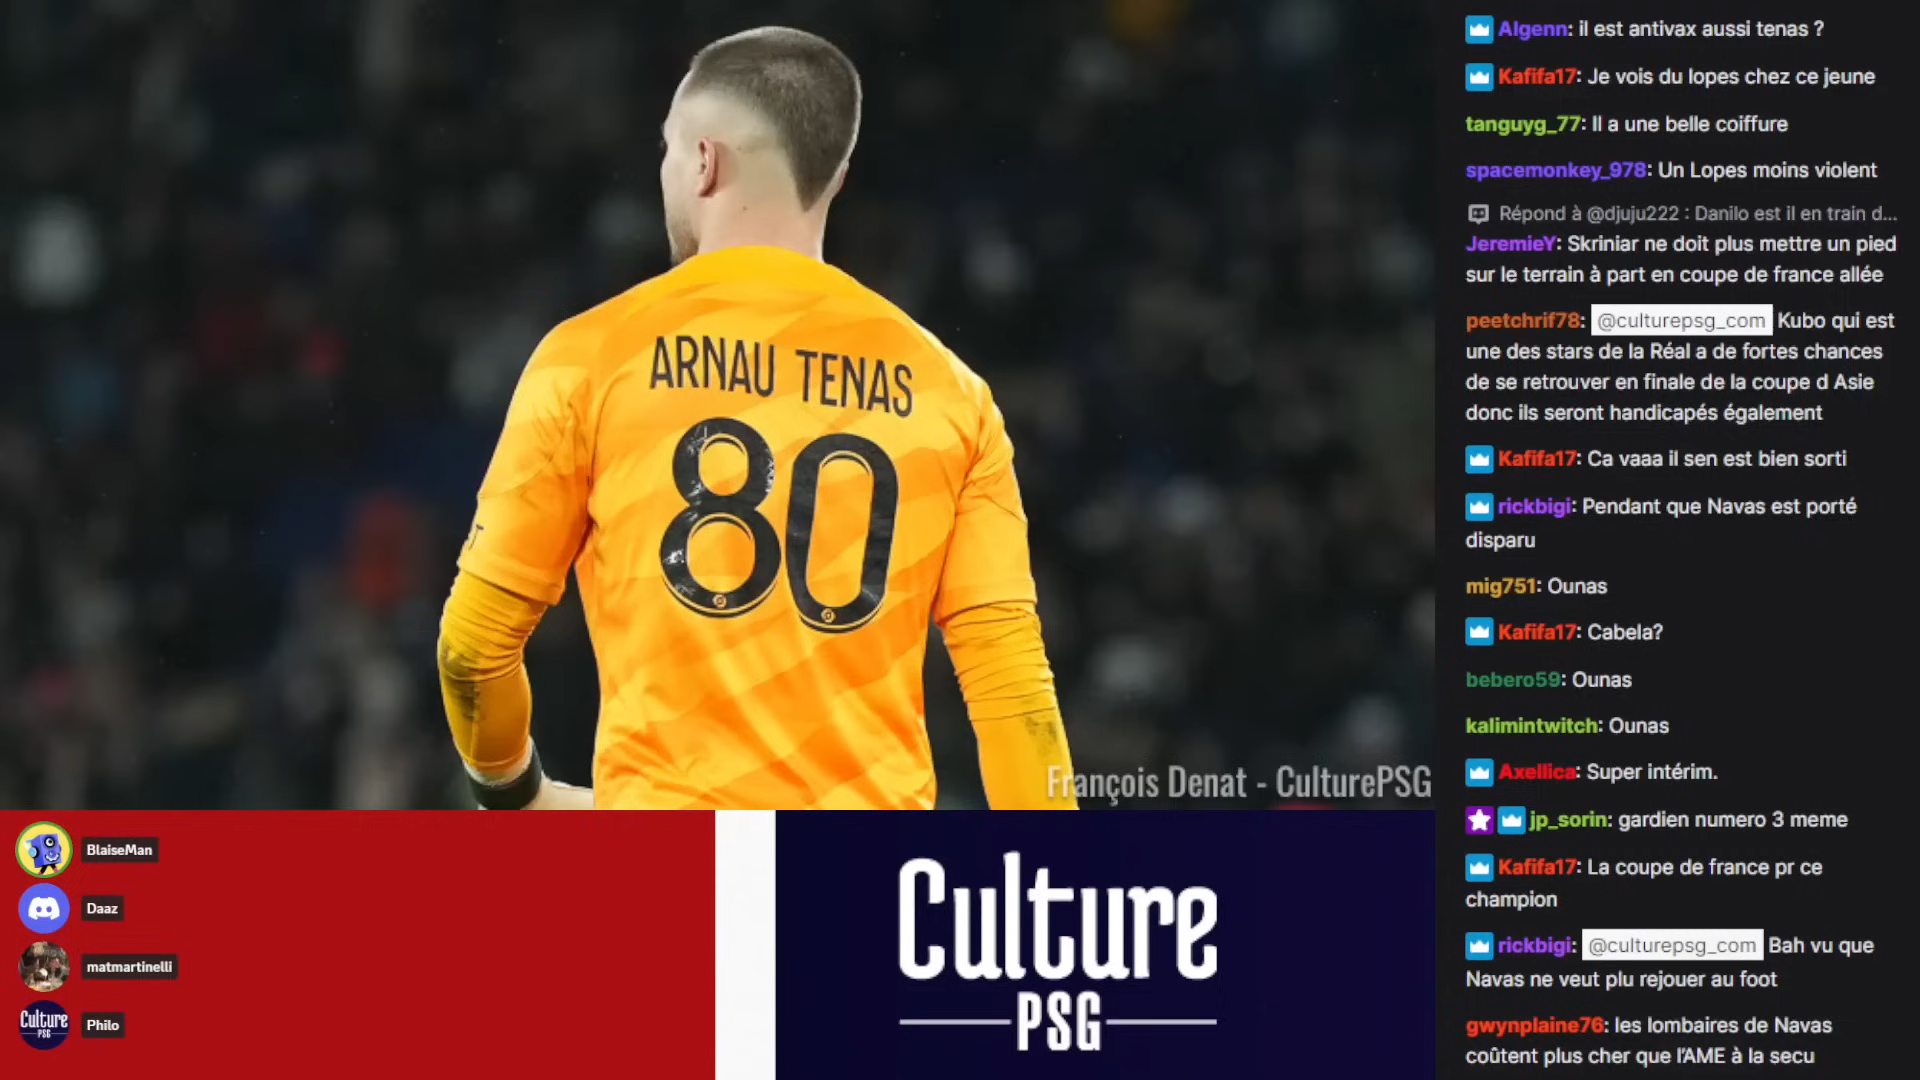 ARNAU TENAS
80
François Denat - CulturePSG
BlaiseMan
Daaz
matmartinelli
Culture
PSG
Philo
Culture
PSG
Algenn: il est antivax aussi tenas ?
Kafifa17: Je vois du lopes chez ce jeune
tanguyg_77: Il a une belle coiffure
spacemonkey_978: Un Lopes moins violent
Répond à @djuju222 : Danilo est il en train d...
JeremieY: Skriniar ne doit plus mettre un pied
sur le terrain à part en coupe de france allée
peetchrif78: @culturepsg_com Kubo qui est
une des stars de la Réal a de fortes chances
de se retrouver en finale de la coupe d Asie
donc ils seront handicapés également
Kafifa17: Ca vaaa il sen est bien sorti
rickbigi: Pendant que Navas est porté
disparu
mig751: Ounas
Kafifa17: Cabela?
bebero59: Ounas
kalimintwitch: Ounas
Axellica: Super intérim.
jp_sorin: gardien numero 3 meme
Kafifa17: La coupe de france pr ce
champion
rickbigi: @culturepsg_com Bah vu que
Navas ne veut plu rejouer au foot
gwynplaine76: les lombaires de Navas
coûtent plus cher que l'AME à la secu